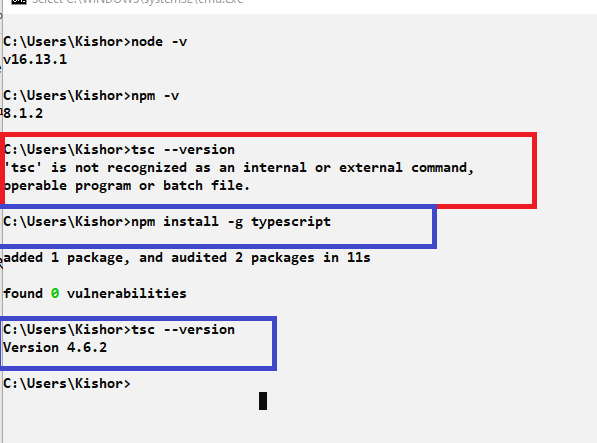 Select C:\WINDOWS\system32\cmd.exe
C:\Users\Kishor>node -v
v16.13.1
C:\Users\Kishor>npm -v
8.1.2
C:\Users\Kishor>tsc --version
'tsc' is not recognized as an internal or external command,
operable program or batch file.
C:\Users\Kishor>npm install -g typescript
added 1 package, and audited 2 packages in 11s
found 0 vulnerabilities
C:\Users\Kishor>tsc --version
Version 4.6.2
C:\Users\Kishor>